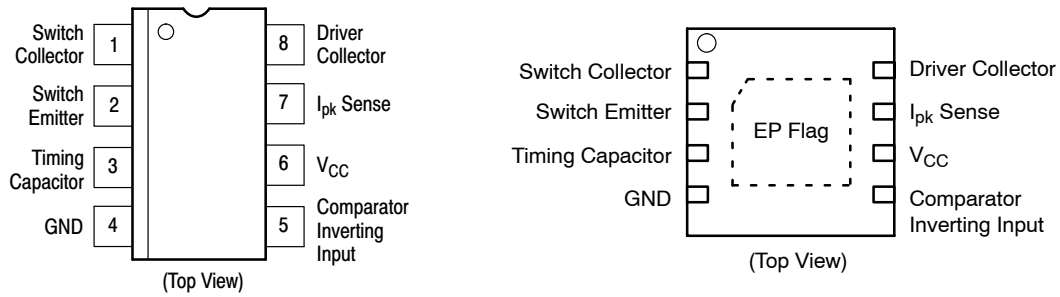 Switch
Collector
1
8
Driver
Collector
Switch
Emitter
2
7
Ipk Sense
Timing
Capacitor
3
6
VCC
GND
4
5
Comparator
Inverting
Input
(Top View)
Switch Collector
Driver Collector
Switch Emitter
Ipk Sense
EP Flag
Timing Capacitor
VCC
GND
Comparator
Inverting Input
(Top View)